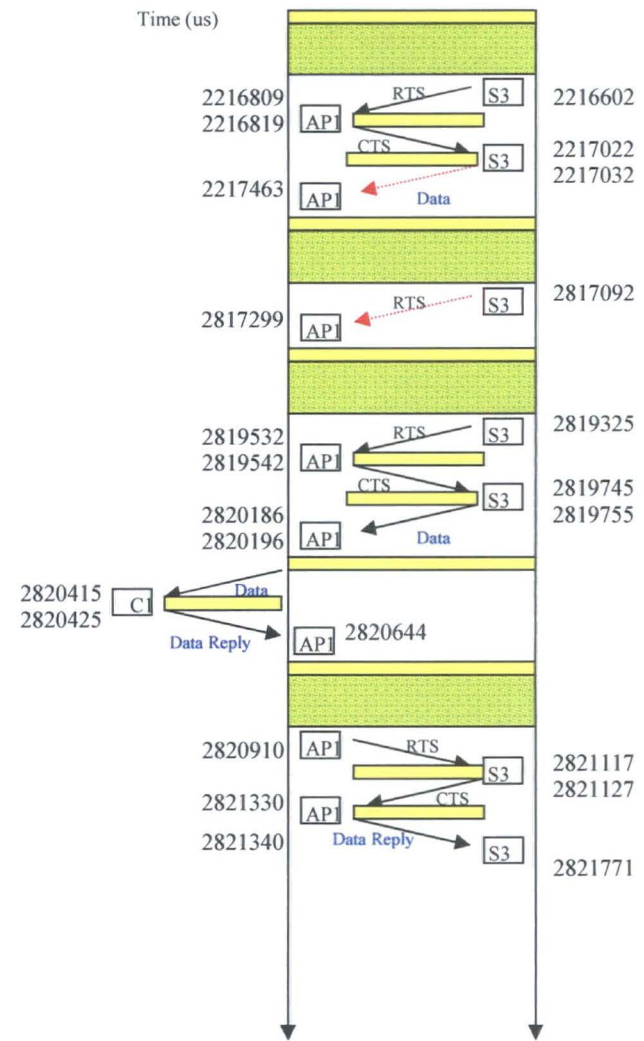 Time (us)
RTS
S3
2216602
2216809
2216819
AP1
CTS
S3
2217022
2217032
2217463
AP1
Data
RTS
S3
2817092
2817299
AP1
RTS
S3
2819325
2819532
2819542
AP1
CTS
S3
2819745
2819755
2820186
2820196
AP1
Data
2820415
2820425
C1
Data
Data Reply
AP1
2820644
2820910
AP1
RTS
S3
2821117
2821127
2821330
AP1
CTS
2821340
Data Reply
S3
2821771